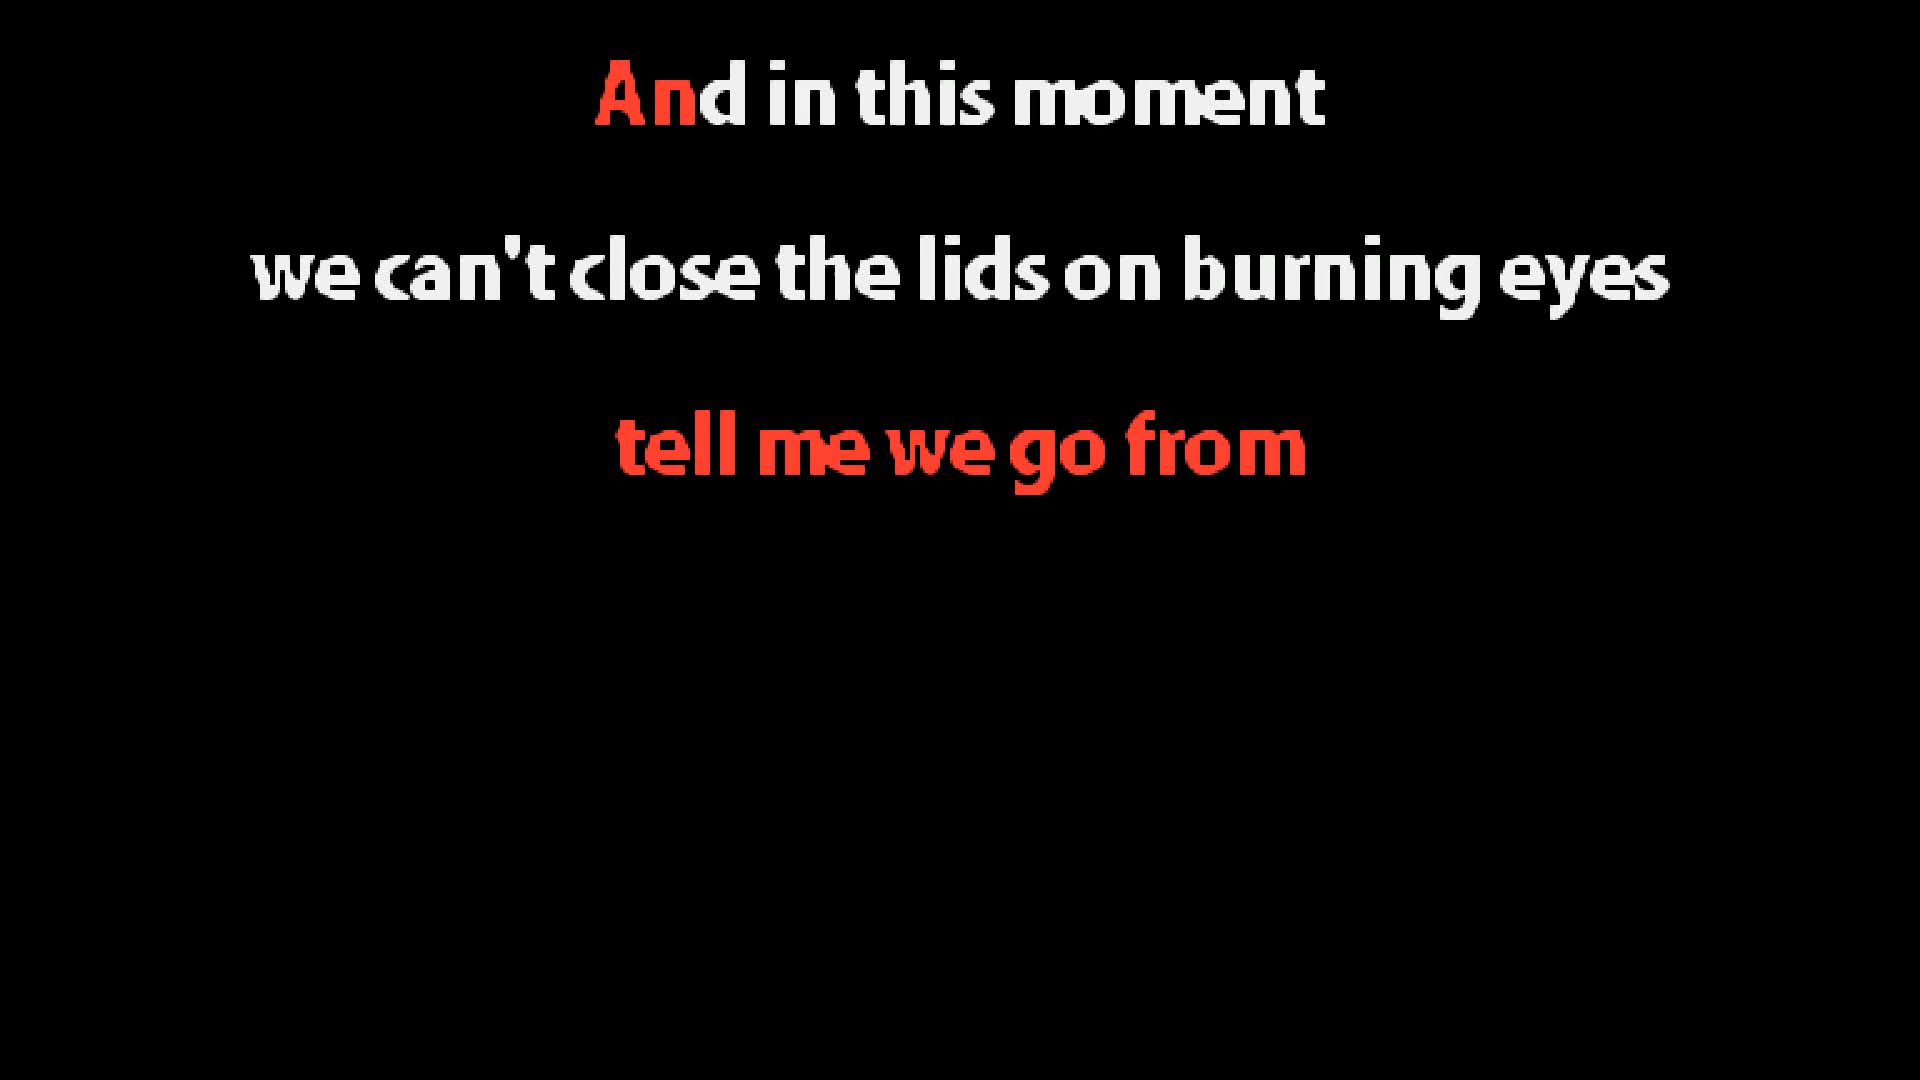 And in this moment
we can't close the lids on burning eyes
tell me we go from